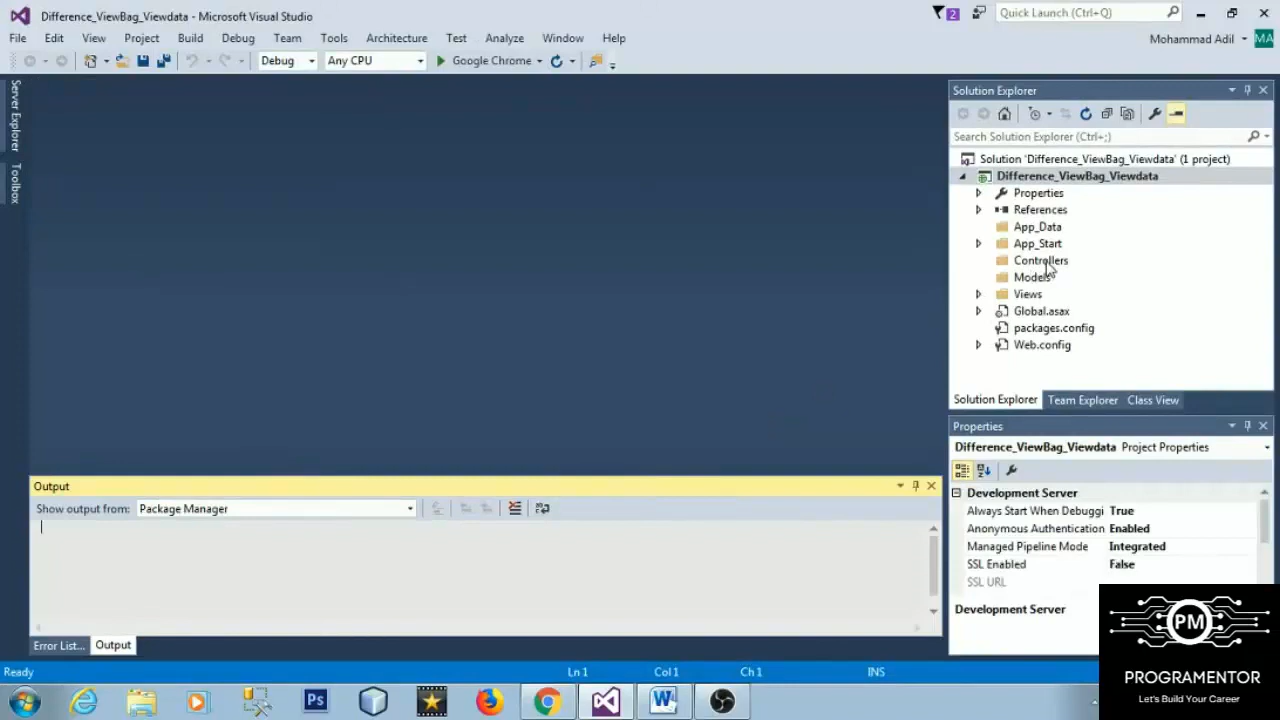 Difference_ViewBag_Viewdata - Microsoft Visual Studio
2
Quick Launch (Ctrl+Q)
File Edit View Project Build Debug Team Tools Architecture Test Analyze Window Help
Mohammad Adil MA
Debug Any CPU Google Chrome
Server Explorer
Toolbox
Solution Explorer
Search Solution Explorer (Ctrl+;)
Solution 'Difference_ViewBag_Viewdata' (1 project)
Difference_ViewBag_Viewdata
Properties
References
App_Data
App_Start
Controllers
Models
Views
Global.asax
packages.config
Web.config
Solution Explorer Team Explorer Class View
Properties
Difference_ViewBag_Viewdata Project Properties
Development Server
Always Start When Debuggi True
Anonymous Authentication Enabled
Managed Pipeline Mode Integrated
SSL Enabled False
SSL URL
Development Server
Output
Show output from: Package Manager
Error List... Output
Ready Ln 1 Col 1 Ch 1 INS
Ps
W
PM
PROGRAMENTOR
Let's Build Your Career